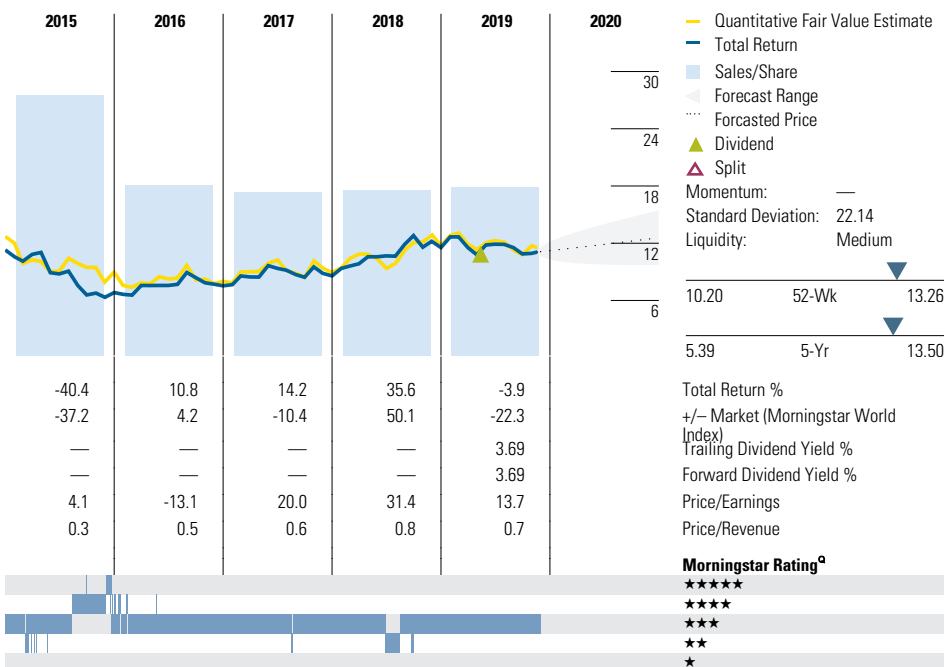 2015 2016 2017 2018 2019 2020
Quantitative Fair Value Estimate
Total Return
Sales/Share
Forecast Range
Forcasted Price
Dividend
Split
Momentum: —
Standard Deviation: 22.14
Liquidity: Medium
30
24
18
12
6
10.20 52-Wk 13.26
5.39 5-Yr 13.50
-40.4 10.8 14.2 35.6 -3.9 Total Return %
-37.2 4.2 -10.4 50.1 -22.3 +/– Market (Morningstar World
Index)
— — — — 3.69 Trailing Dividend Yield %
— — — — 3.69 Forward Dividend Yield %
4.1 -13.1 20.0 31.4 13.7 Price/Earnings
0.3 0.5 0.6 0.8 0.7 Price/Revenue
Morningstar Rating Q
★★★★★
★★★★
★★★
★★
★